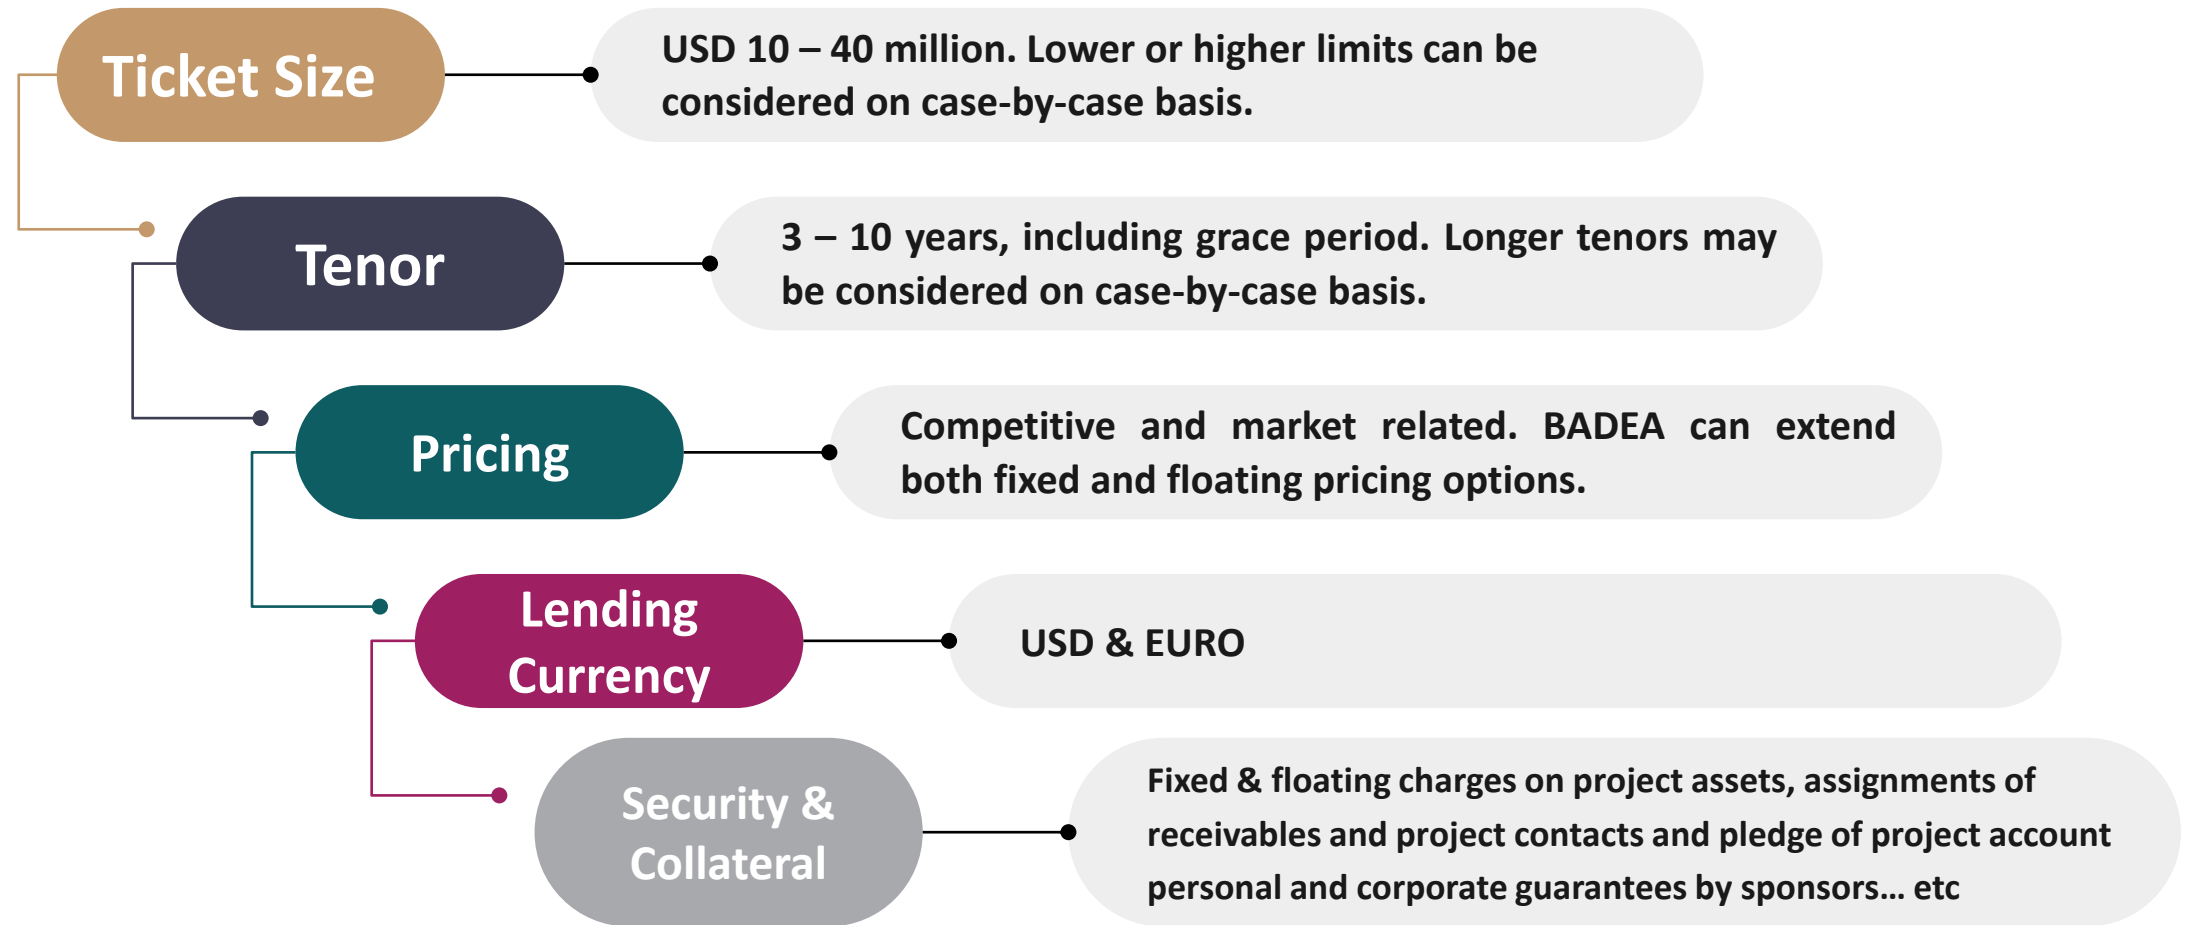 Ticket Size
USD 10 – 40 million. Lower or higher limits can be
considered on case-by-case basis.
Tenor
3 – 10 years, including grace period. Longer tenors may
be considered on case-by-case basis.
Pricing
Competitive and market related. BADEA can extend
both fixed and floating pricing options.
Lending
Currency
USD & EURO
Security &
Collateral
Fixed & floating charges on project assets, assignments of
receivables and project contacts and pledge of project account
personal and corporate guarantees by sponsors... etc